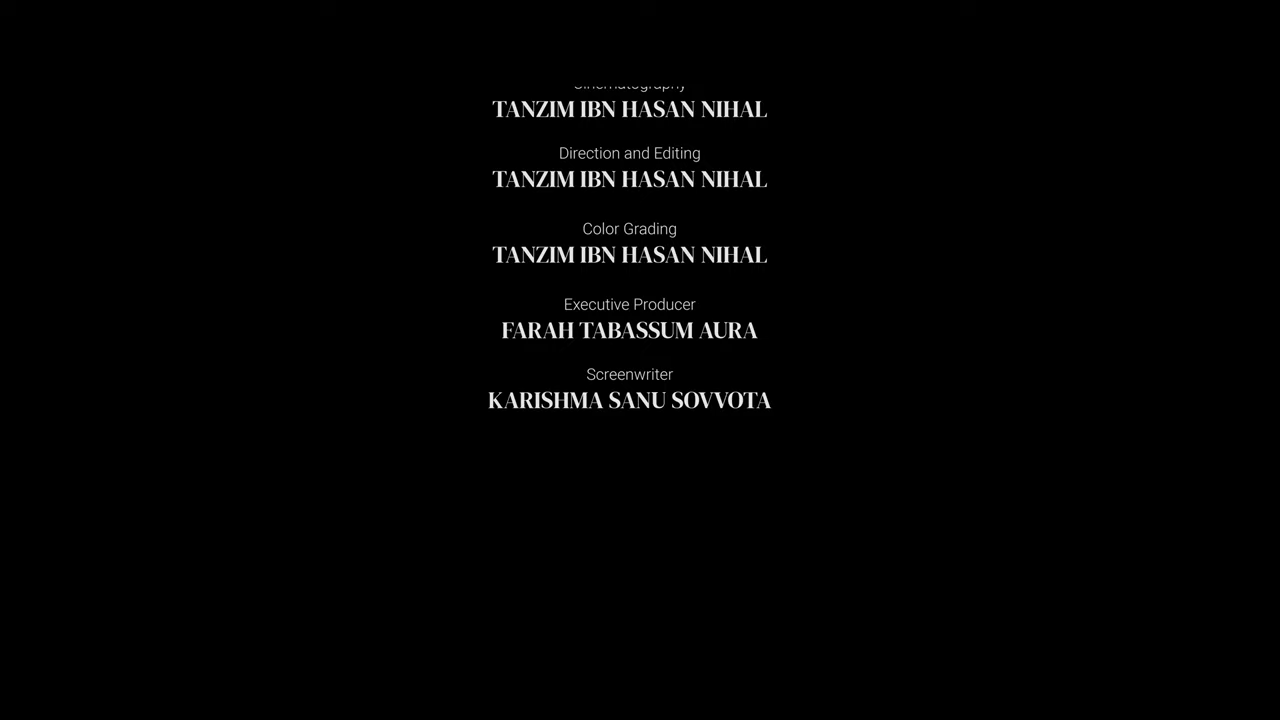 Cinematography
TANZIM IBN HASAN NIHAL
Direction and Editing
TANZIM IBN HASAN NIHAL
Color Grading
TANZIM IBN HASAN NIHAL
Executive Producer
FARAH TABASSUM AURA
Screenwriter
KARISHMA SANU SOVVOTA